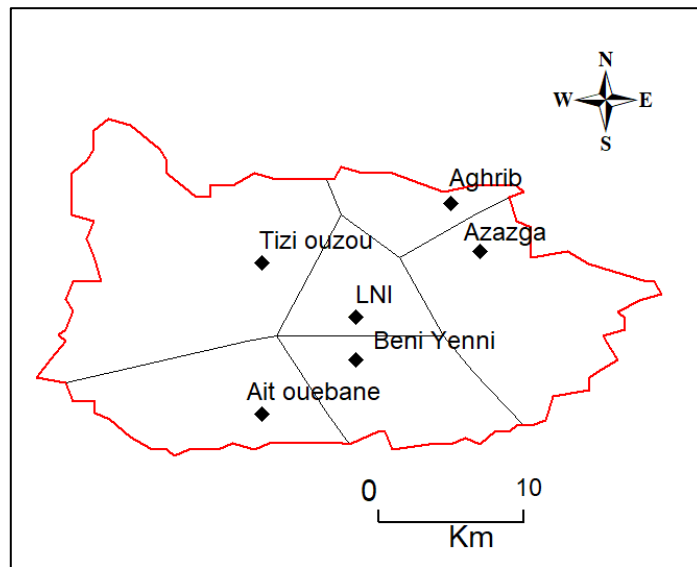 N
W E
S
Aghrib
Azazga
Tizi ouzou
LNI
Beni Yenni
Ait ouebane
0 10
Km